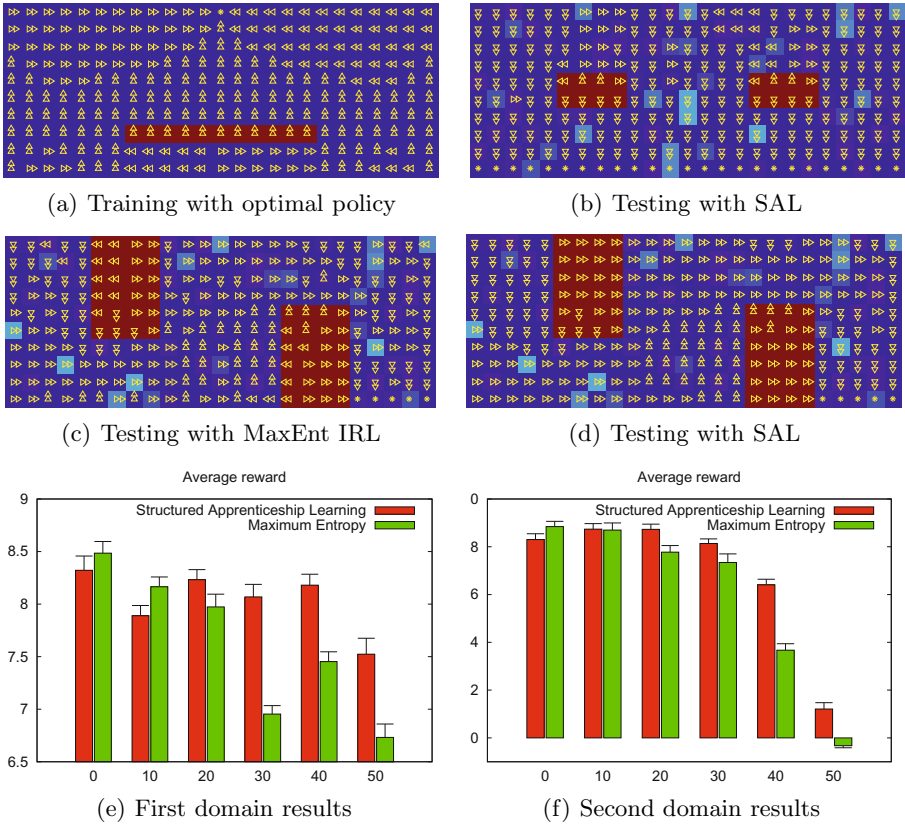 (a) Training with optimal policy
(b) Testing with SAL
(c) Testing with MaxEnt IRL
(d) Testing with SAL
Average reward
9
8.5
8
7.5
7
6.5
Structured Apprenticeship Learning
Maximum Entropy
0 10 20 30 40 50
(e) First domain results
Average reward
0
8
6
4
2
0
Structured Apprenticeship Learning
Maximum Entropy
0 10 20 30 40 50
(f) Second domain results